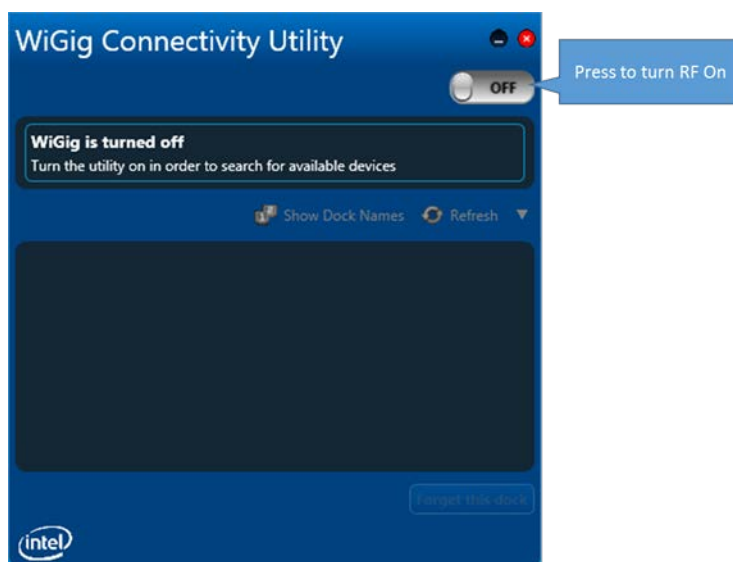 WiGig Connectivity Utility
OFF
Press to turn RF On
WiGig is turned off
Turn the utility on in order to search for available devices
Show Dock Names Refresh
Forget this dock
intel